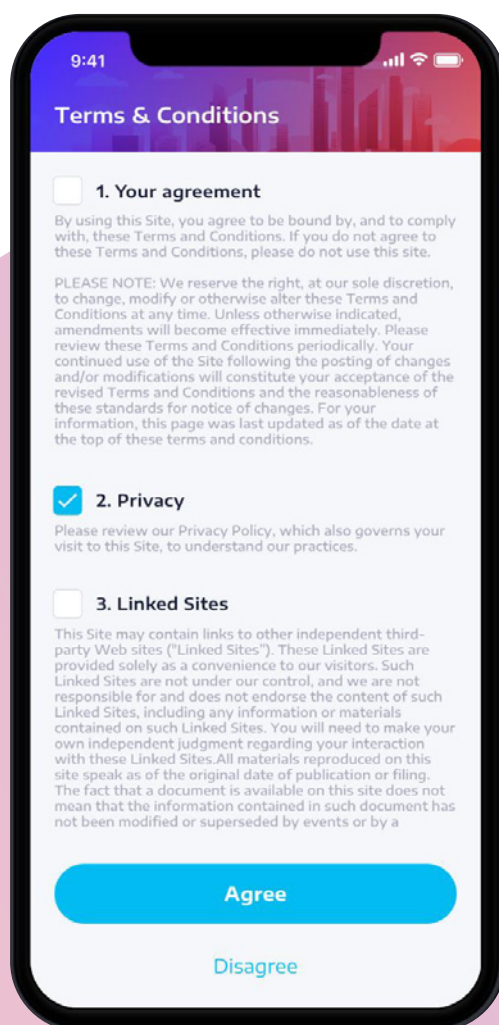 9:41
Terms & Conditions
1. Your agreement
By using this Site, you agree to be bound by, and to comply
with, these Terms and Conditions. If you do not agree to
these Terms and Conditions, please do not use this site.
PLEASE NOTE: We reserve the right, at our sole discretion,
to change, modify or otherwise alter these Terms and
Conditions at any time. Unless otherwise indicated,
amendments will become effective immediately. Please
review these Terms and Conditions periodically. Your
continued use of the Site following the posting of changes
and/or modifications will constitute your acceptance of the
revised Terms and Conditions and the reasonableness of
these standards for notice of changes. For your
information, this page was last updated as of the date at
the top of these terms and conditions.
2. Privacy
Please review our Privacy Policy, which also governs your
visit to this Site, to understand our practices.
3. Linked Sites
This Site may contain links to other independent third-
party Web sites ("Linked Sites"). These Linked Sites are
provided solely as a convenience to our visitors. Such
Linked Sites are not under our control, and we are not
responsible for and does not endorse the content of such
Linked Sites, including any information or materials
contained on such Linked Sites. You will need to make your
own independent judgment regarding your interaction
with these Linked Sites.All materials reproduced on this
site speak as of the original date of publication or filing.
The fact that a document is available on this site does not
mean that the information contained in such document has
not been modified or superseded by events or by a
Agree
Disagree